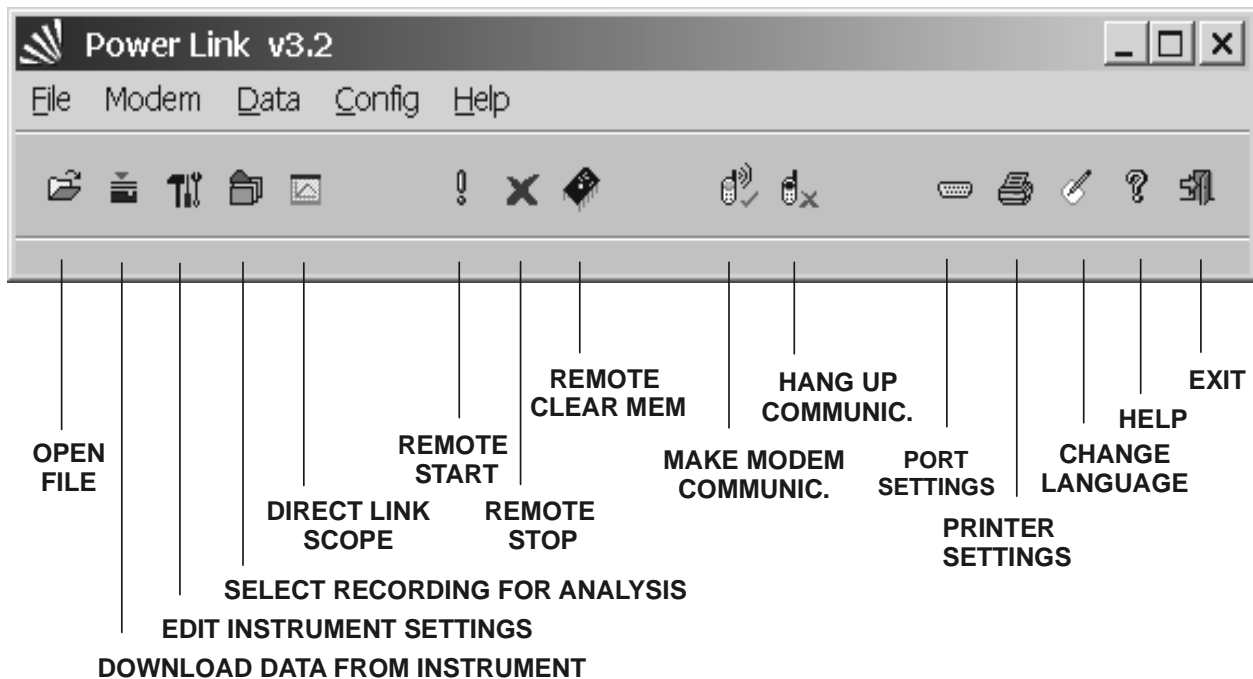 Power Link v3.2
File Modem Data Config Help
OPEN
FILE
DOWNLOAD DATA FROM INSTRUMENT
EDIT INSTRUMENT SETTINGS
SELECT RECORDING FOR ANALYSIS
DIRECT LINK
SCOPE
REMOTE
START
REMOTE
STOP
REMOTE
CLEAR MEM
MAKE MODEM
COMMUNIC.
HANG UP
COMMUNIC.
PORT
SETTINGS
PRINTER
SETTINGS
CHANGE
LANGUAGE
HELP
EXIT